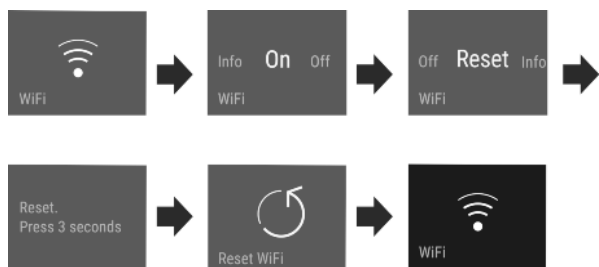 WiFi
Info On Off
WiFi
Off Reset Info
WiFi
Reset.
Press 3 seconds
Reset WiFi
WiFi